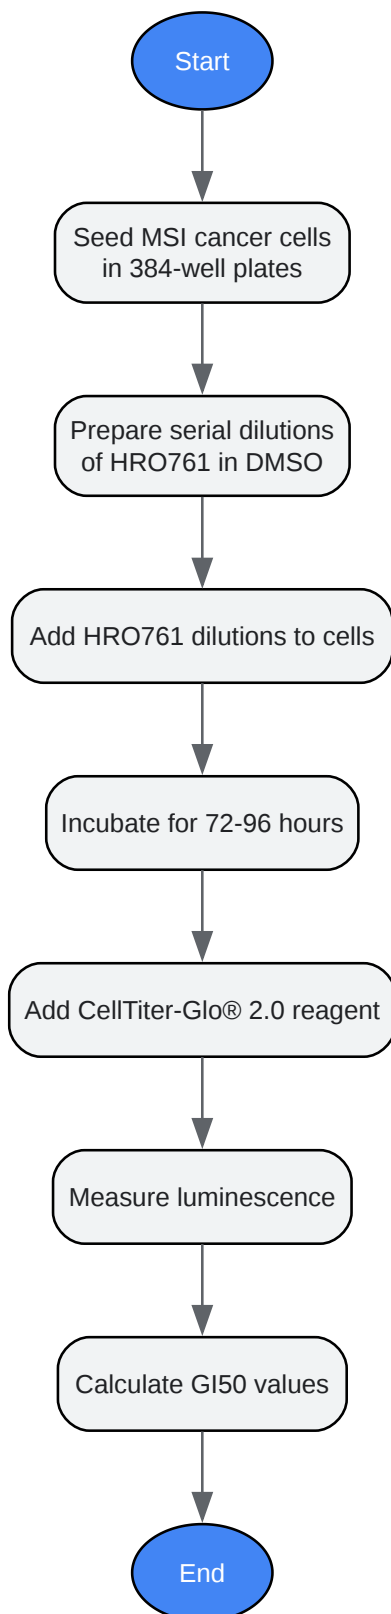 Start
Seed MSI cancer cells
in 384-well plates
Prepare serial dilutions
of HRO761 in DMSO
Add HRO761 dilutions to cells
Incubate for 72-96 hours
Add CellTiter-Glo® 2.0 reagent
Measure luminescence
Calculate GI50 values
End